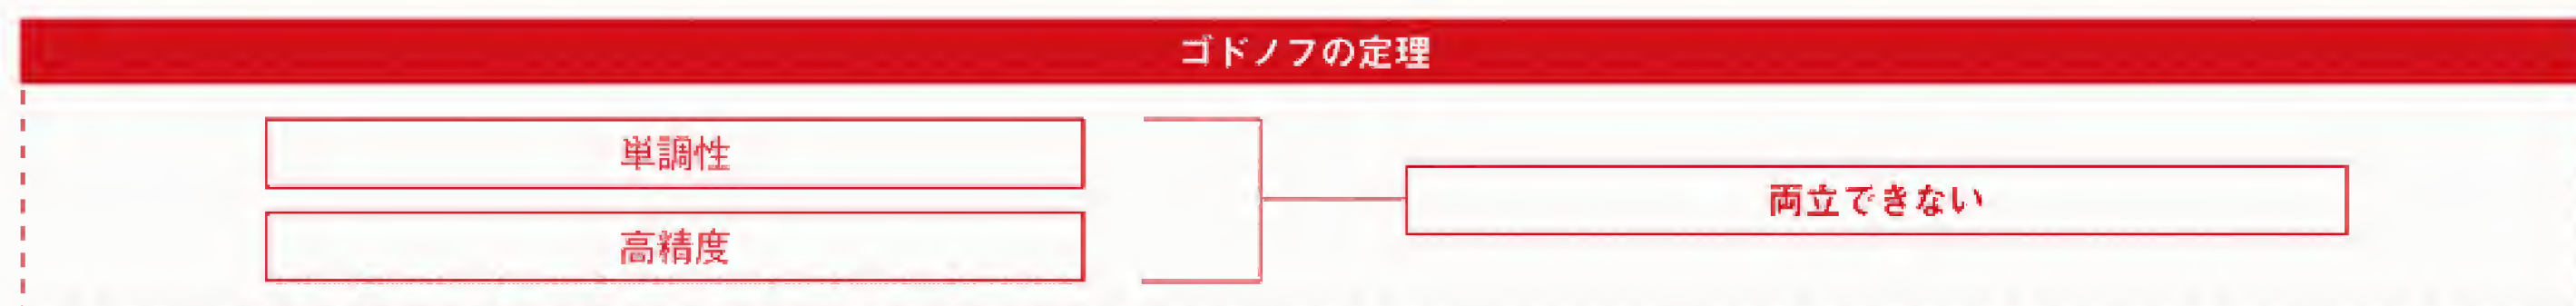 ゴドノフの定理
単調性
高精度
両立できない